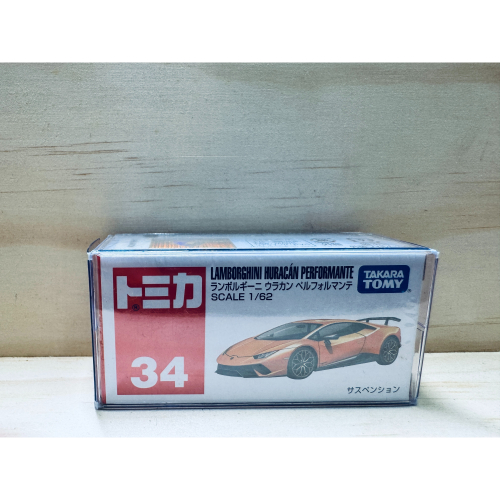 トミカ
34
LAMBORGHINI HURACÁN PERFORMANTE
ランボルギーニ ウラカン ペルフォルマンテ
SCALE 1/62
TAKARA
TOMY
サスペンション